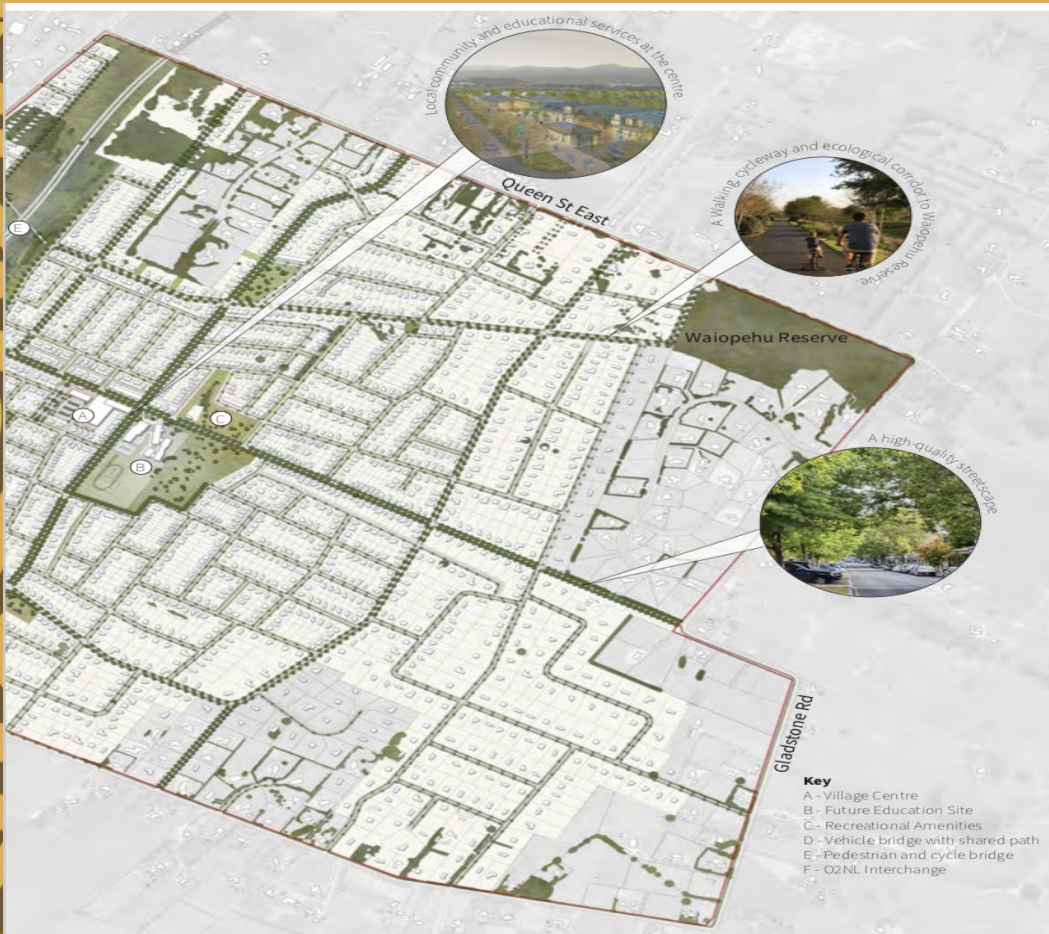 Local community and educational services at the centre
Queen St East
A Walking, cycleway and ecological corridor to Waiopehu Reserve.
E
Waiopehu Reserve
A
C
B
A high-quality streetscape
Gladstone Rd
Key
A - Village Centre
B - Future Education Site
C - Recreational Amenities
D - Vehicle bridge with shared path
E - Pedestrian and cycle bridge
F - O2NL Interchange